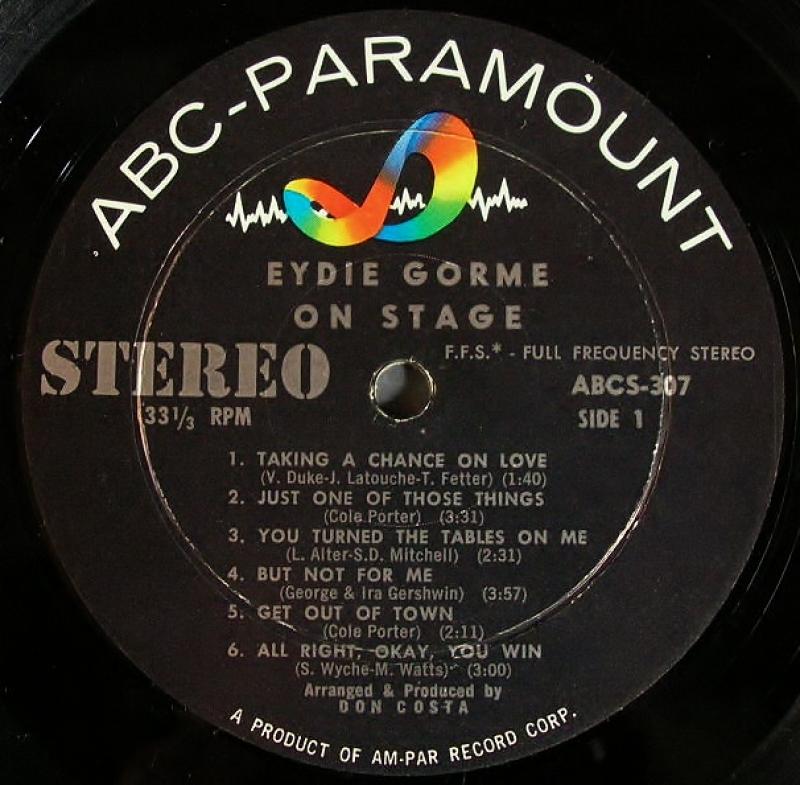 ABC-PARAMOUNT
EYDIE GORME
ON STAGE
STEREO
F.F.S.* - FULL FREQUENCY STEREO
33 1/3 RPM
ABCS-307
SIDE 1
1. TAKING A CHANCE ON LOVE
(V. Duke-J. Latouche-T. Fetter) (1:40)
2. JUST ONE OF THOSE THINGS
(Cole Porter) (3:31)
3. YOU TURNED THE TABLES ON ME
(L. Alter-S.D. Mitchell) (2:31)
4. BUT NOT FOR ME
(George & Ira Gershwin) (3:57)
5. GET OUT OF TOWN
(Cole Porter) (2:11)
6. ALL RIGHT, OKAY, YOU WIN
(S. Wyche-M. Watts) (3:00)
Arranged & Produced by
DON COSTA
A PRODUCT OF AM-PAR RECORD CORP.